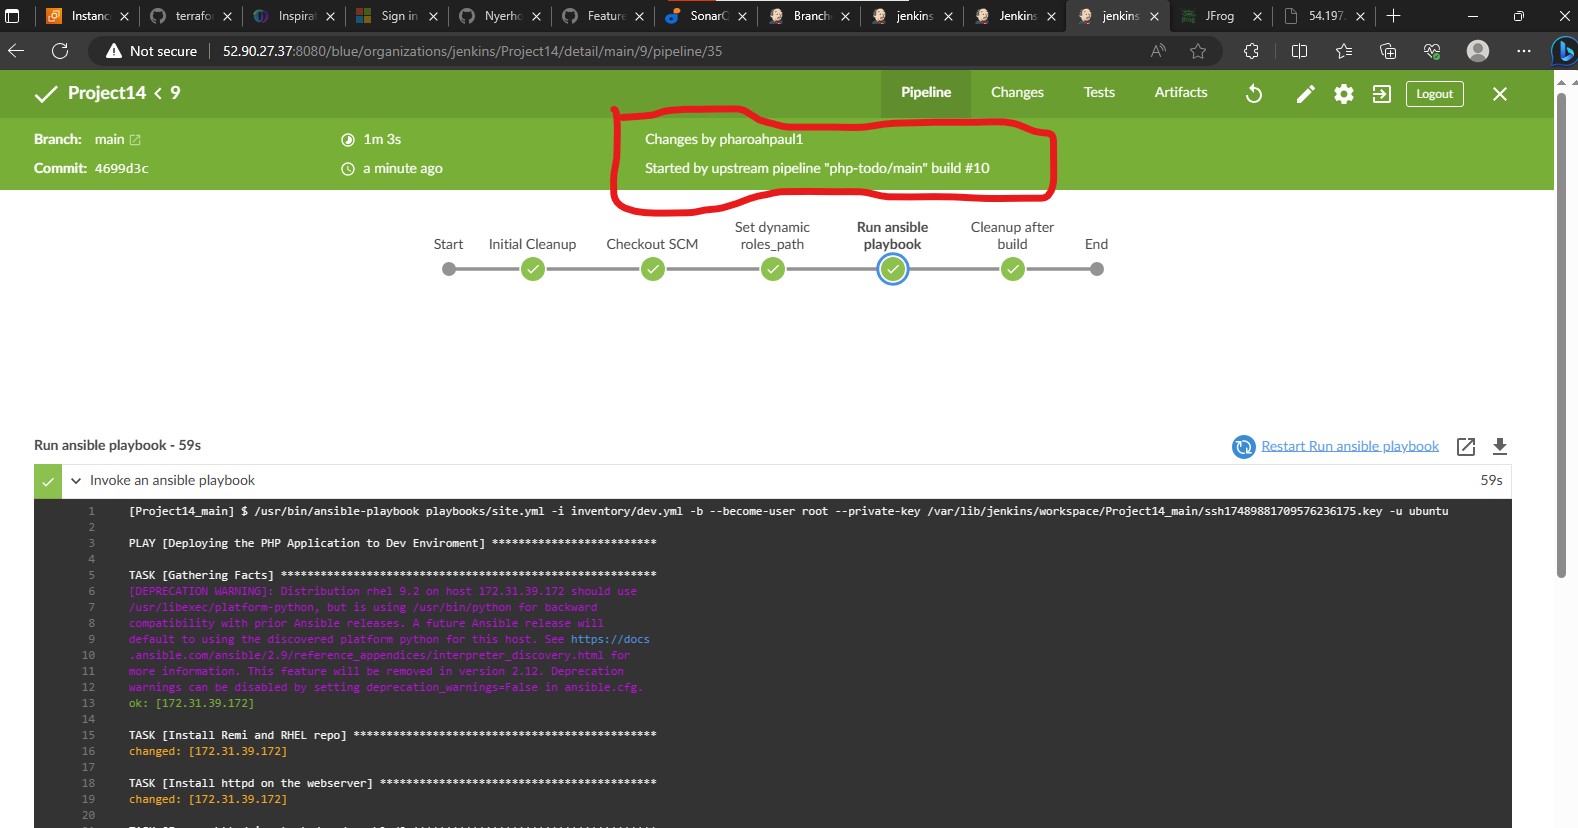 Instanc
terrafo
Inspirat
Sign in
Nyerho
Feature
SonarQ
Branch
jenkins
Jenkins
jenkins
JFrog
54.197.
Not secure 52.90.27.37:8080/blue/organizations/jenkins/Project14/detail/main/9/pipeline/35
Project14 < 9
Pipeline Changes Tests Artifacts Logout
Branch: main 1m 3s Changes by pharoahpaul1
Commit: 4699d3c a minute ago Started by upstream pipeline "php-todo/main" build #10
Start
Initial Cleanup
Checkout SCM
Set dynamic
roles_path
Run ansible
playbook
Cleanup after
build
End
Run ansible playbook - 59s Restart Run ansible playbook
Invoke an ansible playbook 59s
1 [Project14_main] $ /usr/bin/ansible-playbook playbooks/site.yml -i inventory/dev.yml -b --become-user root --private-key /var/lib/jenkins/workspace/Project14_main/ssh17489881709576236175.key -u ubuntu
2
3 PLAY [Deploying the PHP Application to Dev Enviroment] *************************
4
5 TASK [Gathering Facts] *********************************************************
6 [DEPRECATION WARNING]: Distribution rhel 9.2 on host 172.31.39.172 should use
7 /usr/libexec/platform-python, but is using /usr/bin/python for backward
8 compatibility with prior Ansible releases. A future Ansible release will
9 default to using the discovered platform python for this host. See https://docs
10 .ansible.com/ansible/2.9/reference_appendices/interpreter_discovery.html for
11 more information. This feature will be removed in version 2.12. Deprecation
12 warnings can be disabled by setting deprecation_warnings=False in ansible.cfg.
13 ok: [172.31.39.172]
14
15 TASK [Install Remi and RHEL repo] **********************************************
16 changed: [172.31.39.172]
17
18 TASK [Install httpd on the webserver] ******************************************
19 changed: [172.31.39.172]
20